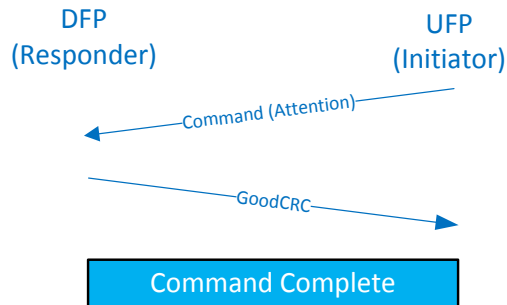 DFP
(Responder)
UFP
(Initiator)
Command (Attention)
GoodCRC
Command Complete